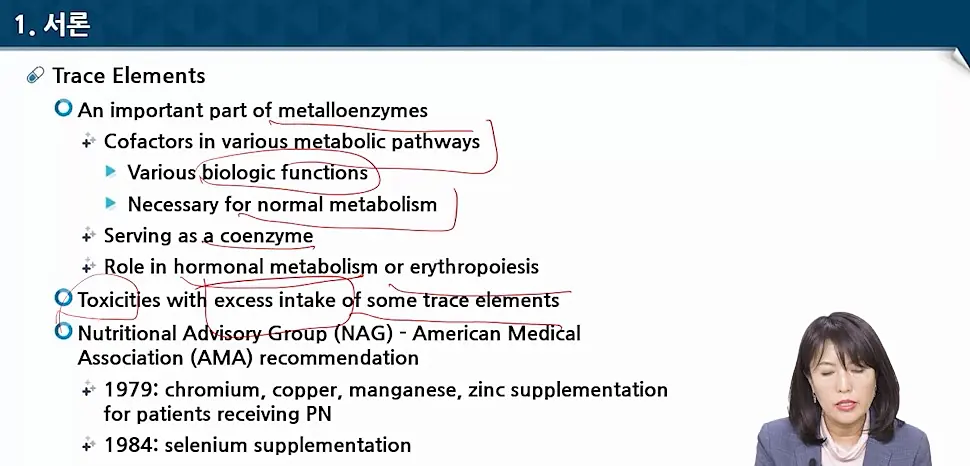 1. 서론
Trace Elements
An important part of metalloenzymes
Cofactors in various metabolic pathways
Various biologic functions
Necessary for normal metabolism
Serving as a coenzyme
Role in hormonal metabolism or erythropoiesis
Toxicities with excess intake of some trace elements
Nutritional Advisory Group (NAG) - American Medical
Association (AMA) recommendation
1979: chromium, copper, manganese, zinc supplementation
for patients receiving PN
1984: selenium supplementation